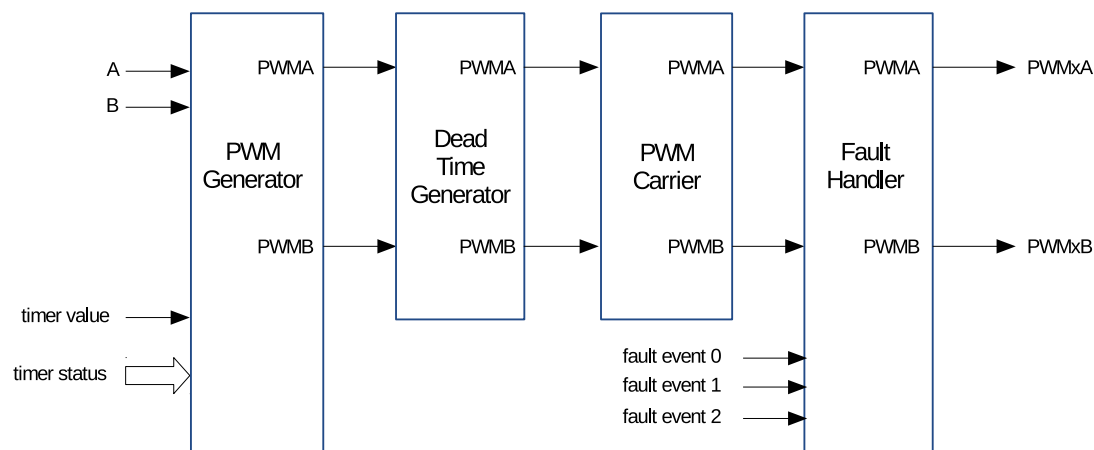 A
B
PWMA
PWMA
PWMA
PWMA
PWMxA
PWM
Generator
Dead
Time
Generator
PWM
Carrier
Fault
Handler
PWMB
PWMB
PWMB
PWMB
PWMxB
timer value
timer status
fault event 0
fault event 1
fault event 2